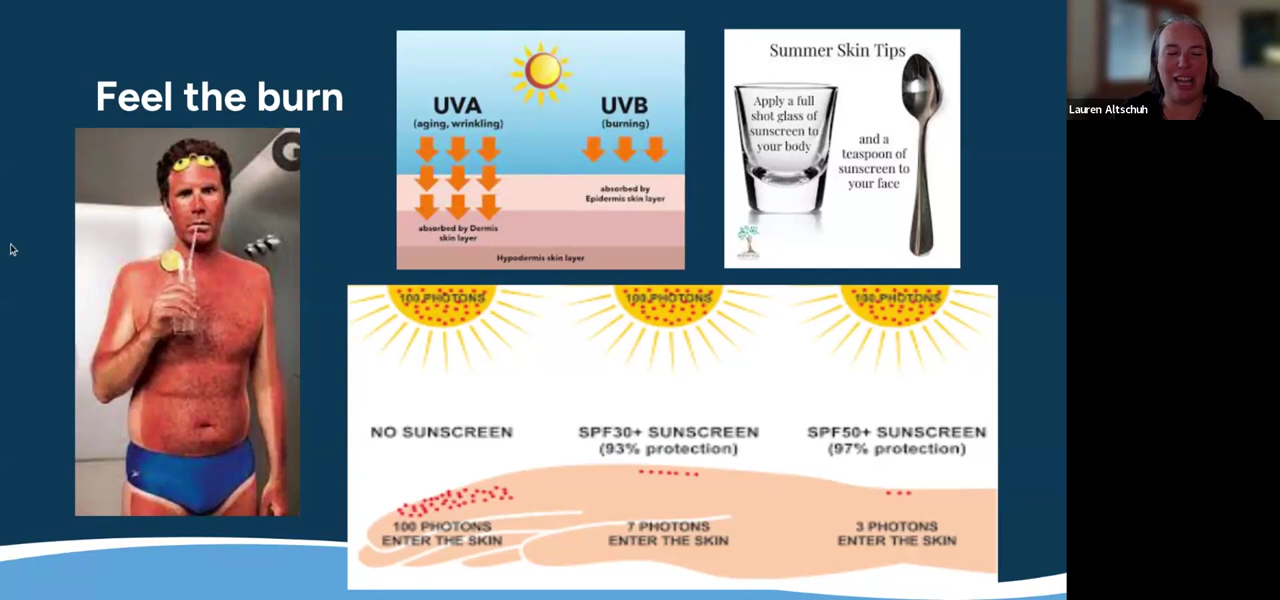 Feel the burn
UVA
(aging, wrinkling)
UVB
(burning)
absorbed by
Epidermis skin layer
absorbed by Dermis
skin layer
Hypodermis skin layer
Summer Skin Tips
Apply a full
shot glass of
sunscreen to
your body
and a
teaspoon of
sunscreen to
your face
Lauren Altschuh
100 PHOTONS
100 PHOTONS
100 PHOTONS
NO SUNSCREEN
SPF30+ SUNSCREEN
(93% protection)
SPF50+ SUNSCREEN
(97% protection)
100 PHOTONS
ENTER THE SKIN
7 PHOTONS
ENTER THE SKIN
3 PHOTONS
ENTER THE SKIN
G